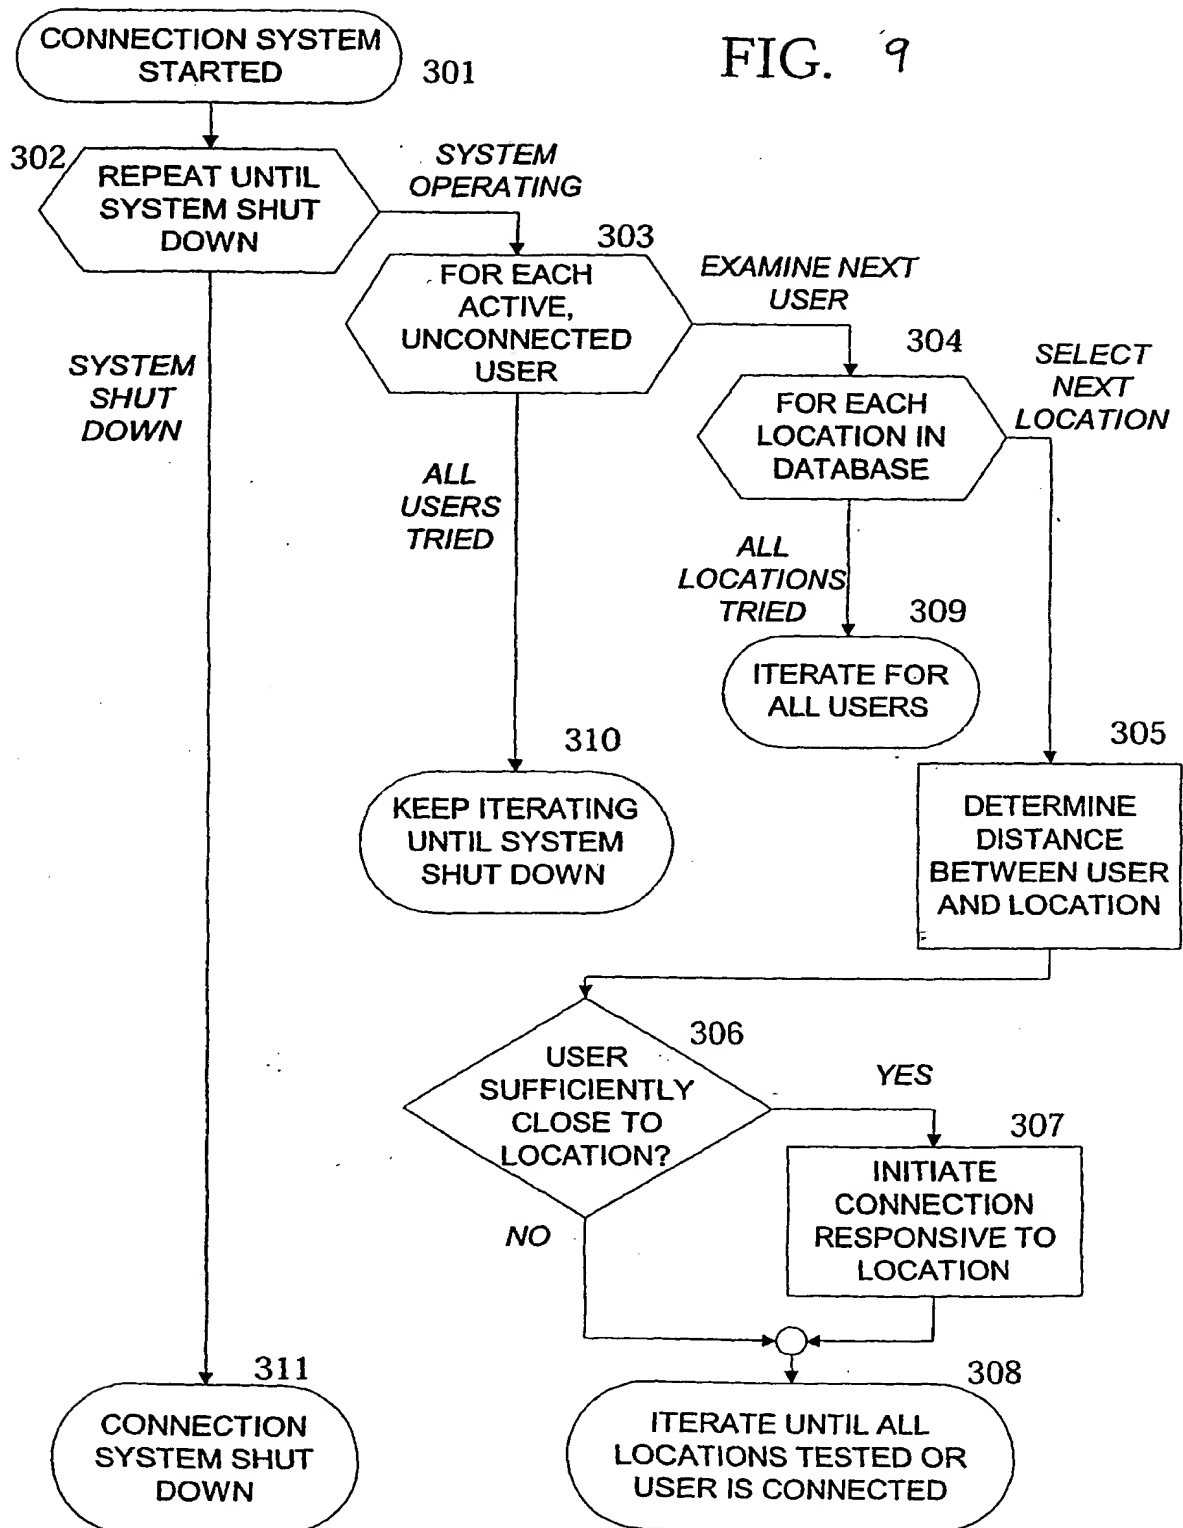 FIG. 9
CONNECTION SYSTEM
STARTED
301
302
REPEAT UNTIL
SYSTEM SHUT
DOWN
SYSTEM
OPERATING
303
FOR EACH
ACTIVE,
UNCONNECTED
USER
EXAMINE NEXT
USER
304
FOR EACH
LOCATION IN
DATABASE
SELECT
NEXT
LOCATION
SYSTEM
SHUT
DOWN
ALL
USERS
TRIED
ALL
LOCATIONS
TRIED
309
ITERATE FOR
ALL USERS
310
KEEP ITERATING
UNTIL SYSTEM
SHUT DOWN
305
DETERMINE
DISTANCE
BETWEEN USER
AND LOCATION
306
USER
SUFFICIENTLY
CLOSE TO
LOCATION?
YES
307
INITIATE
CONNECTION
RESPONSIVE TO
LOCATION
NO
308
ITERATE UNTIL ALL
LOCATIONS TESTED OR
USER IS CONNECTED
311
CONNECTION
SYSTEM SHUT
DOWN